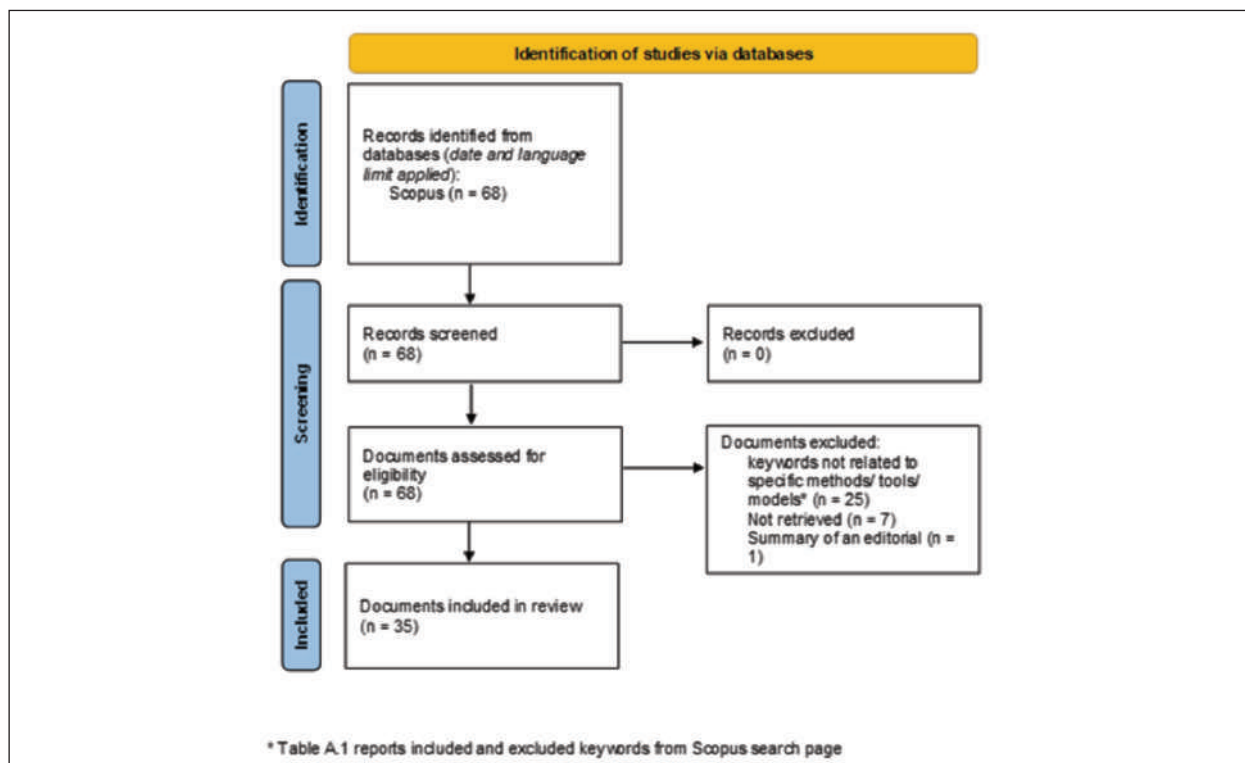 Identification of studies via databases
Identification
Records identified from
databases (date and language
limit applied):
Scopus (n = 68)
Screening
Records screened
(n = 68)
Records excluded
(n = 0)
Documents assessed for
eligibility
(n = 68)
Documents excluded:
keywords not related to
specific methods/ tools/
models* (n = 25)
Not retrieved (n = 7)
Summary of an editorial (n =
1)
Included
Documents included in review
(n = 35)
* Table A.1 reports included and excluded keywords from Scopus search page